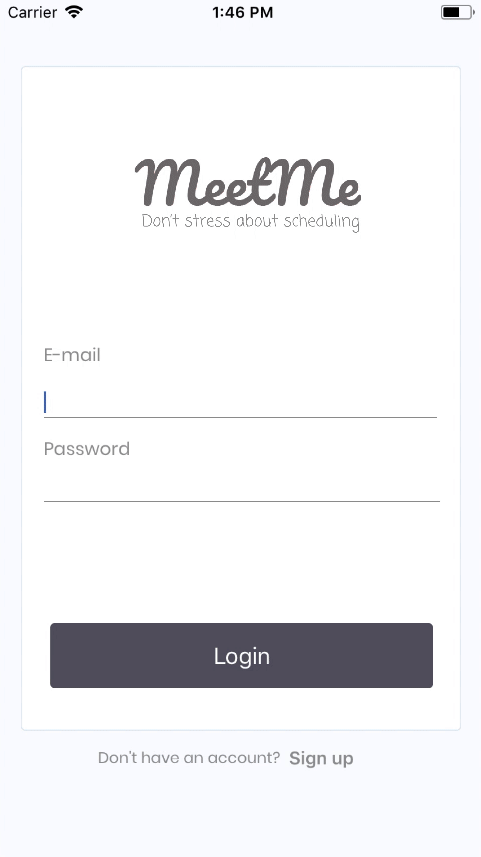 Carrier 1:46 PM
MeetMe
Don't stress about scheduling
E-mail
Password
Login
Don't have an account? Sign up